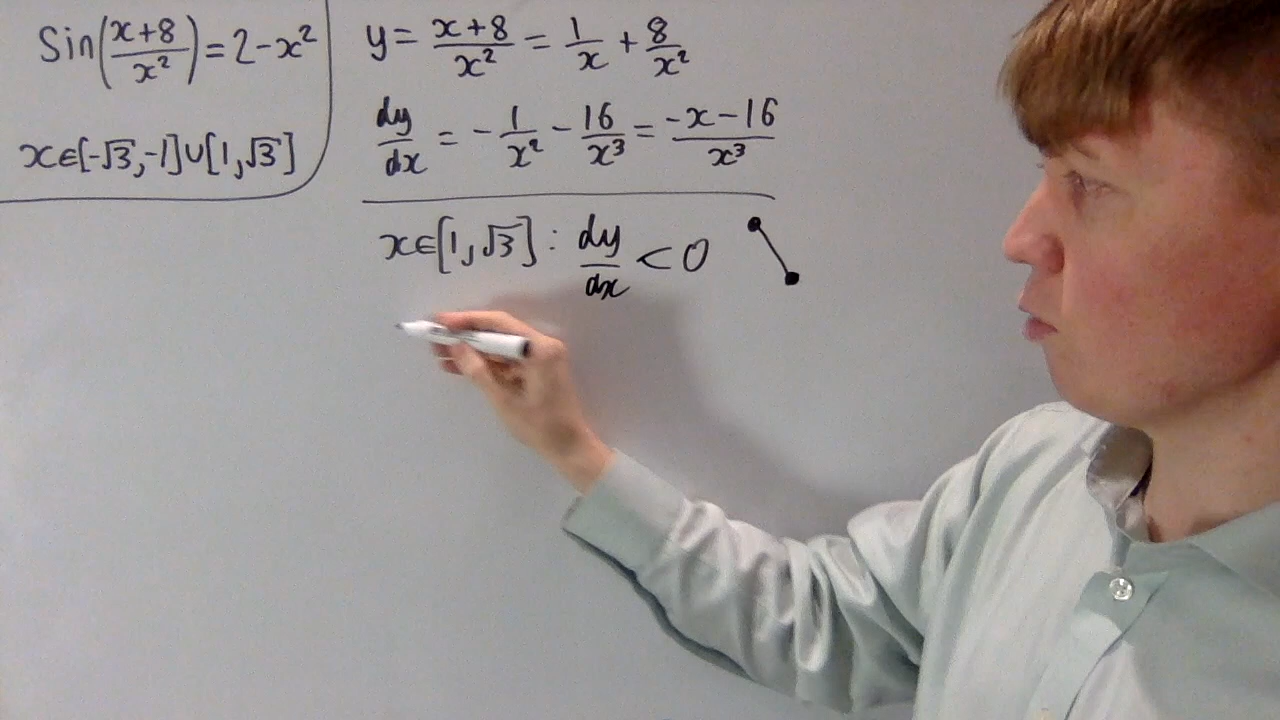 Sin((x+8)/x²) = 2-x²
x∈[-√3,-1]∪[1,√3]
y = (x+8)/x² = 1/x + 8/x²
dy/dx = -1/x² - 16/x³ = (-x-16)/x³
x∈[1,√3]: dy/dx < 0